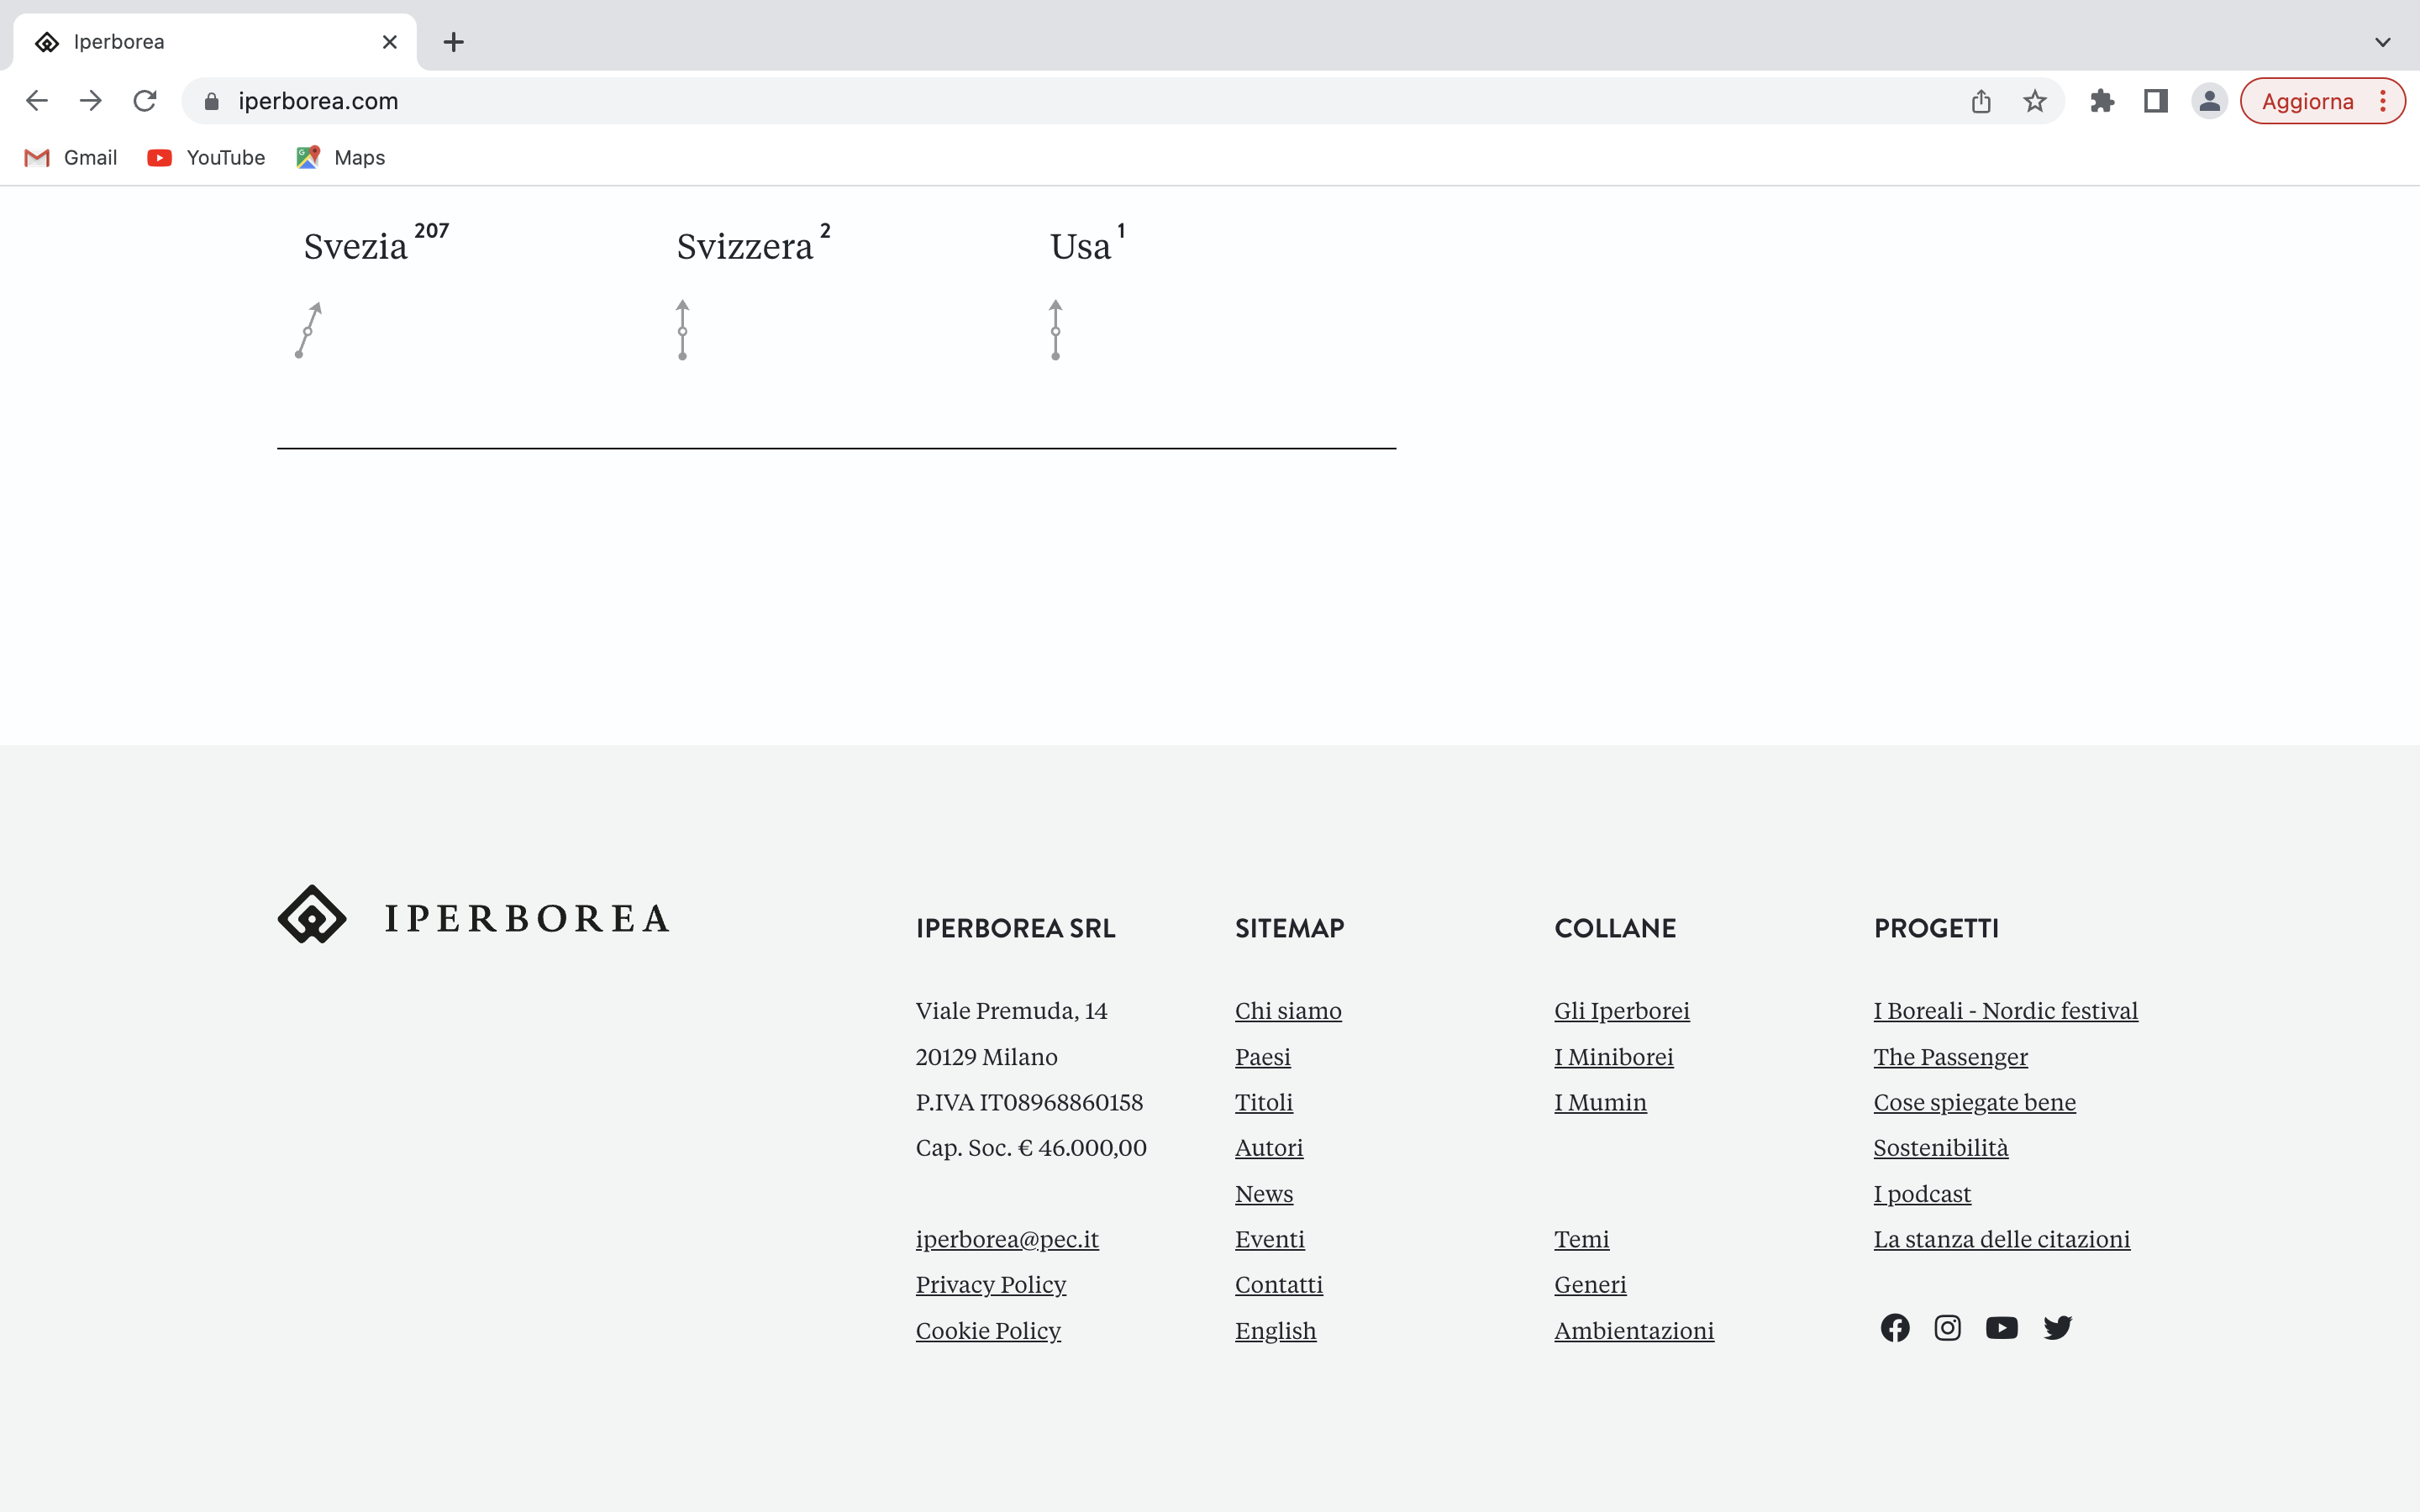 Iperborea
iperborea.com
Aggiorna
Gmail YouTube Maps
Svezia 207
Svizzera 2
Usa 1
IPERBOREA
IPERBOREA SRL
Viale Premuda, 14
20129 Milano
P.IVA IT08968860158
Cap. Soc. € 46.000,00
iperborea@pec.it
Privacy Policy
Cookie Policy
SITEMAP
Chi siamo
Paesi
Titoli
Autori
News
Eventi
Contatti
English
COLLANE
Gli Iperborei
I Miniborei
I Mumin
Temi
Generi
Ambientazioni
PROGETTI
I Boreali - Nordic festival
The Passenger
Cose spiegate bene
Sostenibilità
I podcast
La stanza delle citazioni